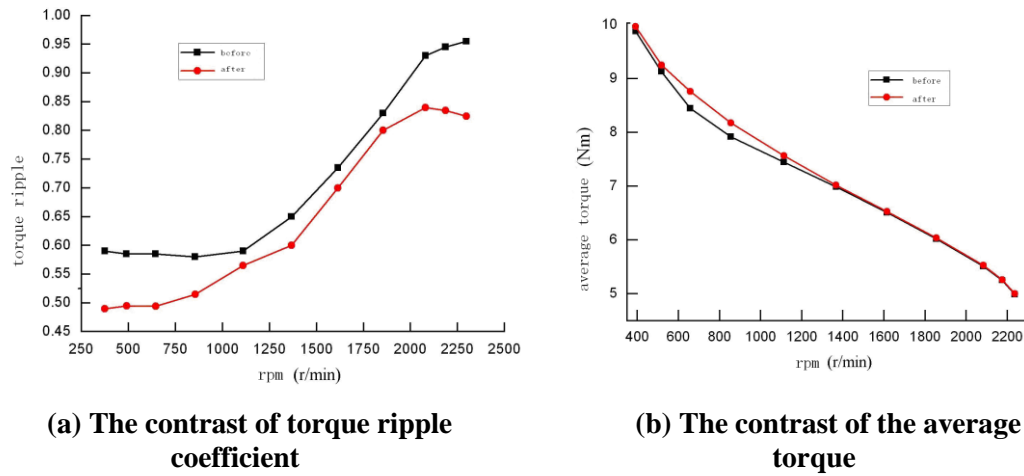 1.00
0.95
0.90
0.85
0.80
0.75
0.70
0.65
0.60
0.55
0.50
0.45
torque ripple
before
after
250 500 750 1000 1250 1500 1750 2000 2250 2500
rpm (r/min)
(a) The contrast of torque ripple
coefficient
10
9
8
7
6
5
average torque (Nm)
before
after
400 600 800 1000 1200 1400 1600 1800 2000 2200
rpm (r/min)
(b) The contrast of the average
torque